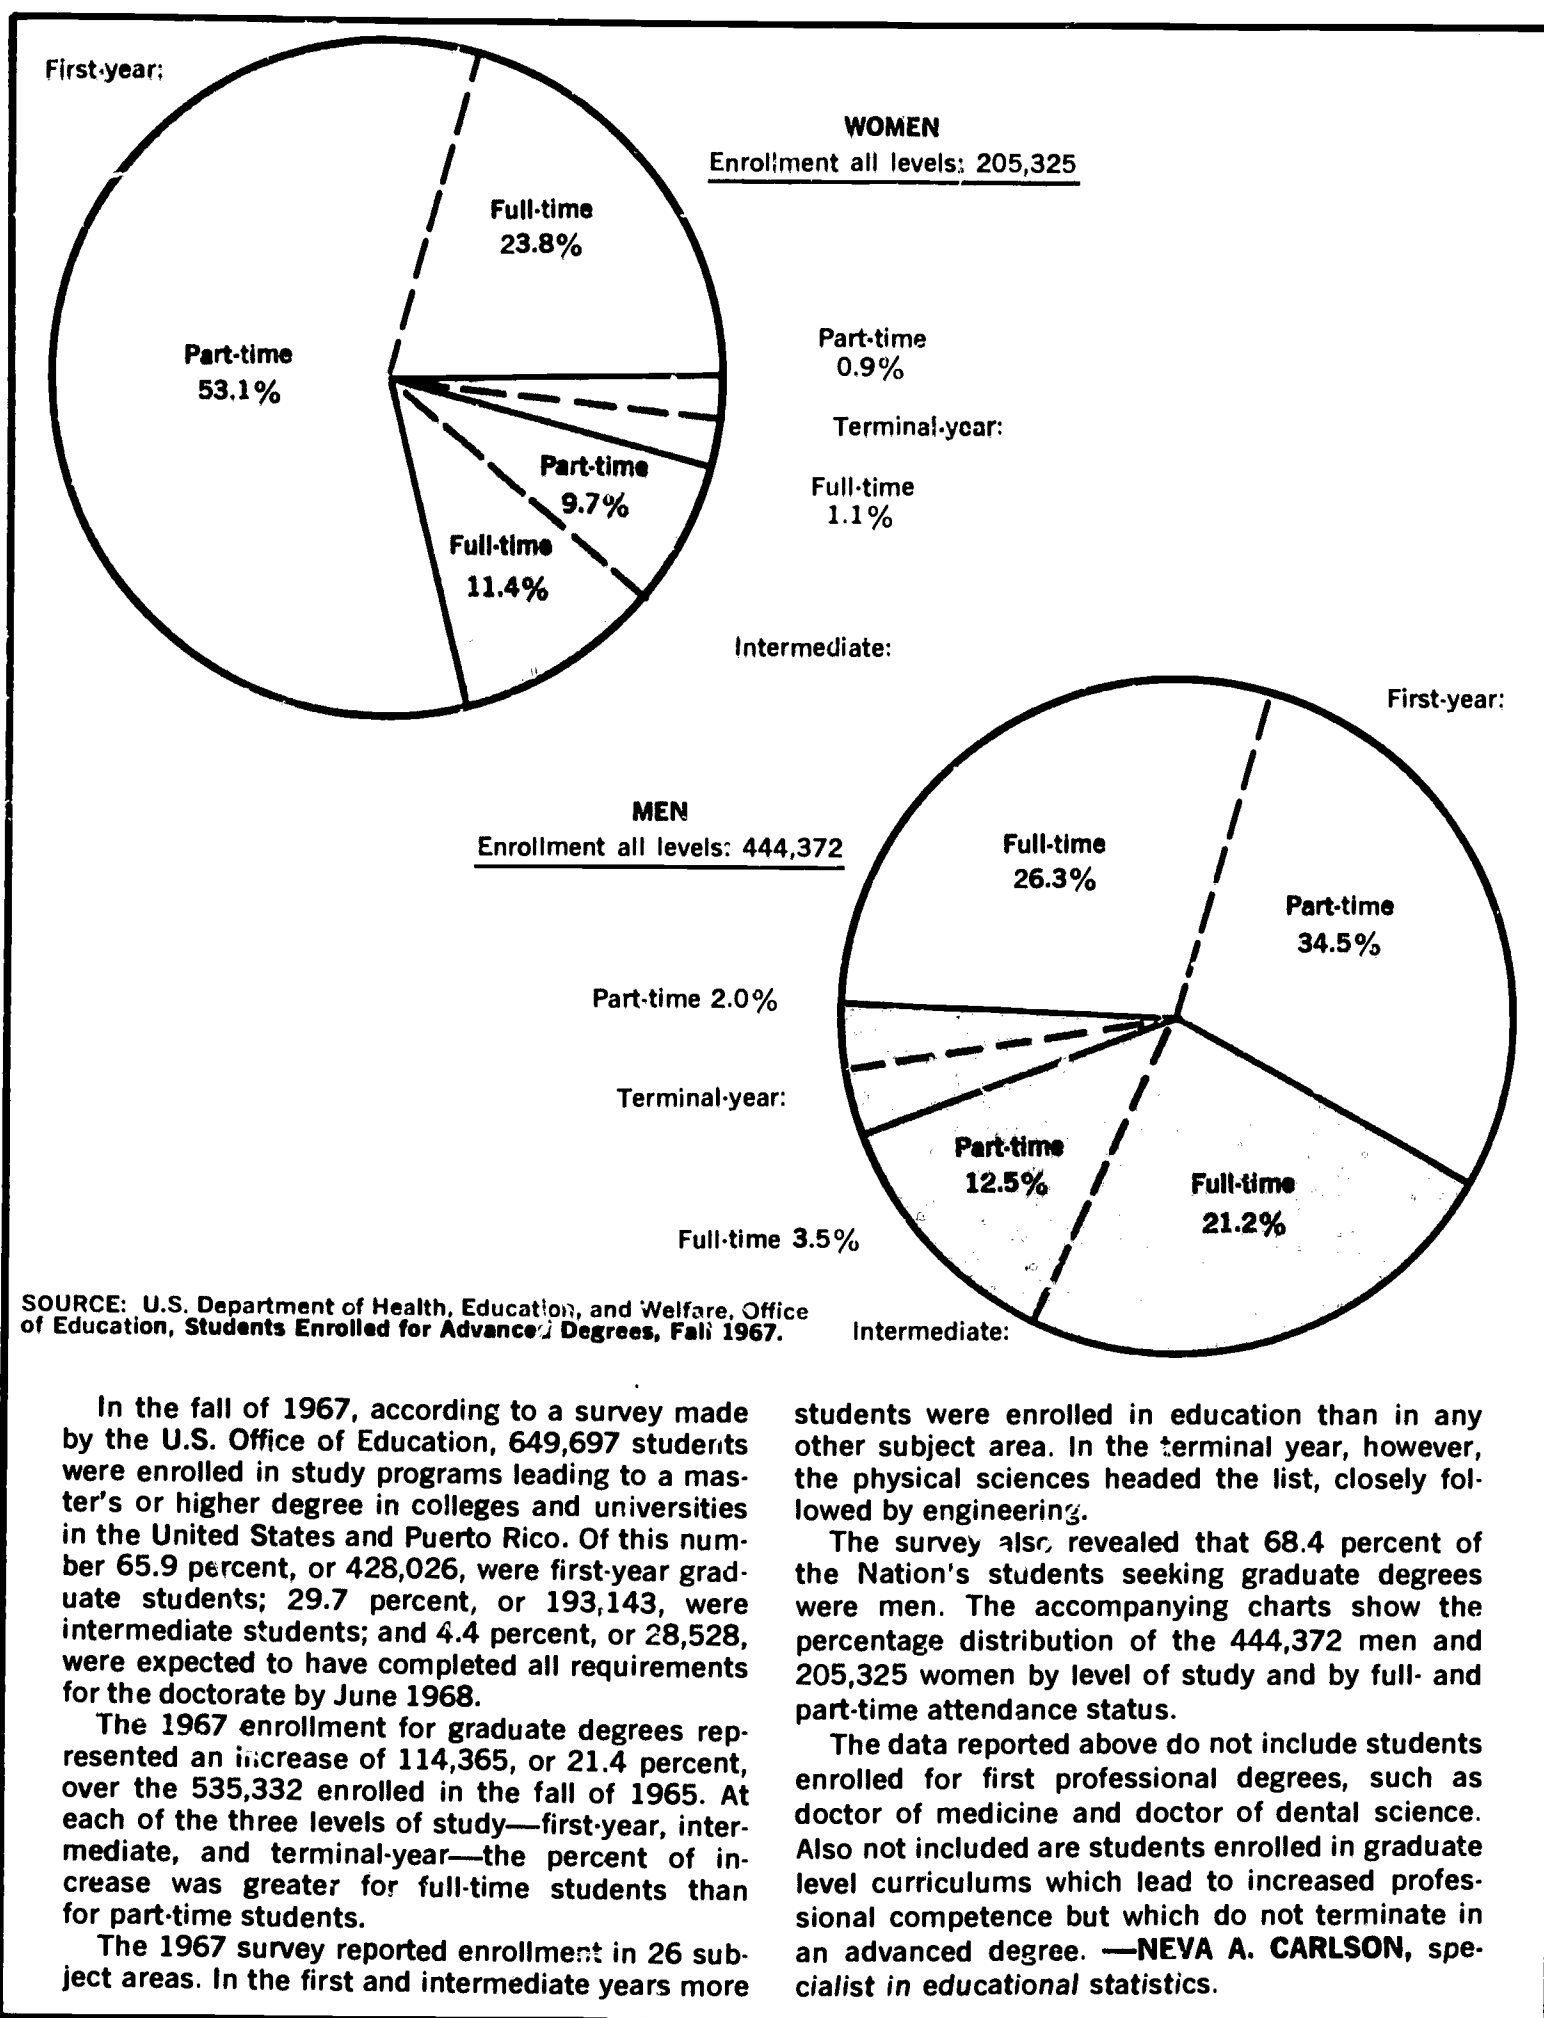 First-year:
WOMEN
Enrollment all levels: 205,325
Full-time
23.8%
Part-time
53.1%
Part-time
0.9%
Terminal-year:
Part-time
9.7%
Full-time
1.1%
Full-time
11.4%
Intermediate:
First-year:
MEN
Enrollment all levels: 444,372
Full-time
26.3%
Part-time
34.5%
Part-time 2.0%
Terminal-year:
Part-time
12.5%
Full-time
21.2%
Full-time 3.5%
Intermediate:
SOURCE: U.S. Department of Health, Education, and Welfare, Office
of Education, Students Enrolled for Advanced Degrees, Fall 1967.
In the fall of 1967, according to a survey made
by the U.S. Office of Education, 649,697 students
were enrolled in study programs leading to a mas-
ter's or higher degree in colleges and universities
in the United States and Puerto Rico. Of this num-
ber 65.9 percent, or 428,026, were first-year grad-
uate students; 29.7 percent, or 193,143, were
intermediate students; and 4.4 percent, or 28,528,
were expected to have completed all requirements
for the doctorate by June 1968.
The 1967 enrollment for graduate degrees rep-
resented an increase of 114,365, or 21.4 percent,
over the 535,332 enrolled in the fall of 1965. At
each of the three levels of study—first-year, inter-
mediate, and terminal-year—the percent of in-
crease was greater for full-time students than
for part-time students.
The 1967 survey reported enrollment in 26 sub-
ject areas. In the first and intermediate years more
students were enrolled in education than in any
other subject area. In the terminal year, however,
the physical sciences headed the list, closely fol-
lowed by engineering.
The survey also revealed that 68.4 percent of
the Nation's students seeking graduate degrees
were men. The accompanying charts show the
percentage distribution of the 444,372 men and
205,325 women by level of study and by full- and
part-time attendance status.
The data reported above do not include students
enrolled for first professional degrees, such as
doctor of medicine and doctor of dental science.
Also not included are students enrolled in graduate
level curriculums which lead to increased profes-
sional competence but which do not terminate in
an advanced degree. —NEVA A. CARLSON, spe-
cialist in educational statistics.